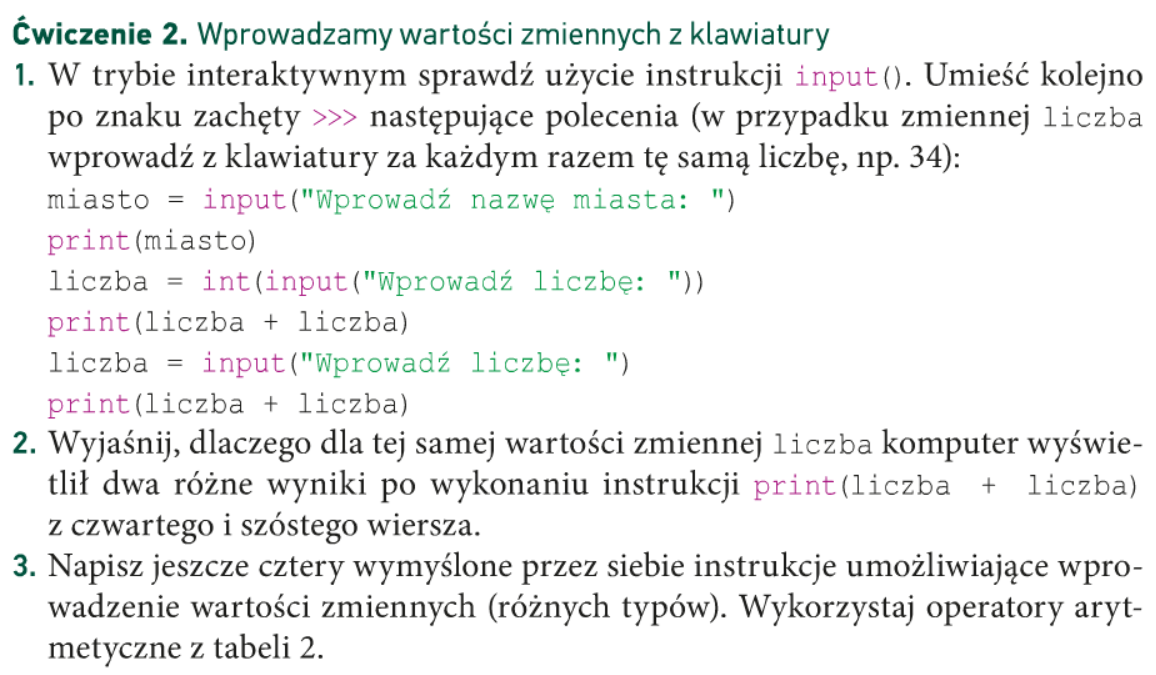 Ćwiczenie 2. Wprowadzamy wartości zmiennych z klawiatury
1. W trybie interaktywnym sprawdź użycie instrukcji input(). Umieść kolejno
po znaku zachęty >>> następujące polecenia (w przypadku zmiennej liczba
wprowadź z klawiatury za każdym razem tę samą liczbę, np. 34):
miasto = input("Wprowadź nazwę miasta: ")
print(miasto)
liczba = int(input("Wprowadź liczbę: "))
print(liczba + liczba)
liczba = input("Wprowadź liczbę: ")
print(liczba + liczba)
2. Wyjaśnij, dlaczego dla tej samej wartości zmiennej liczba komputer wyświe-
tlił dwa różne wyniki po wykonaniu instrukcji print(liczba + liczba)
z czwartego i szóstego wiersza.
3. Napisz jeszcze cztery wymyślone przez siebie instrukcje umożliwiające wpro-
wadzenie wartości zmiennych (różnych typów). Wykorzystaj operatory aryt-
metyczne z tabeli 2.